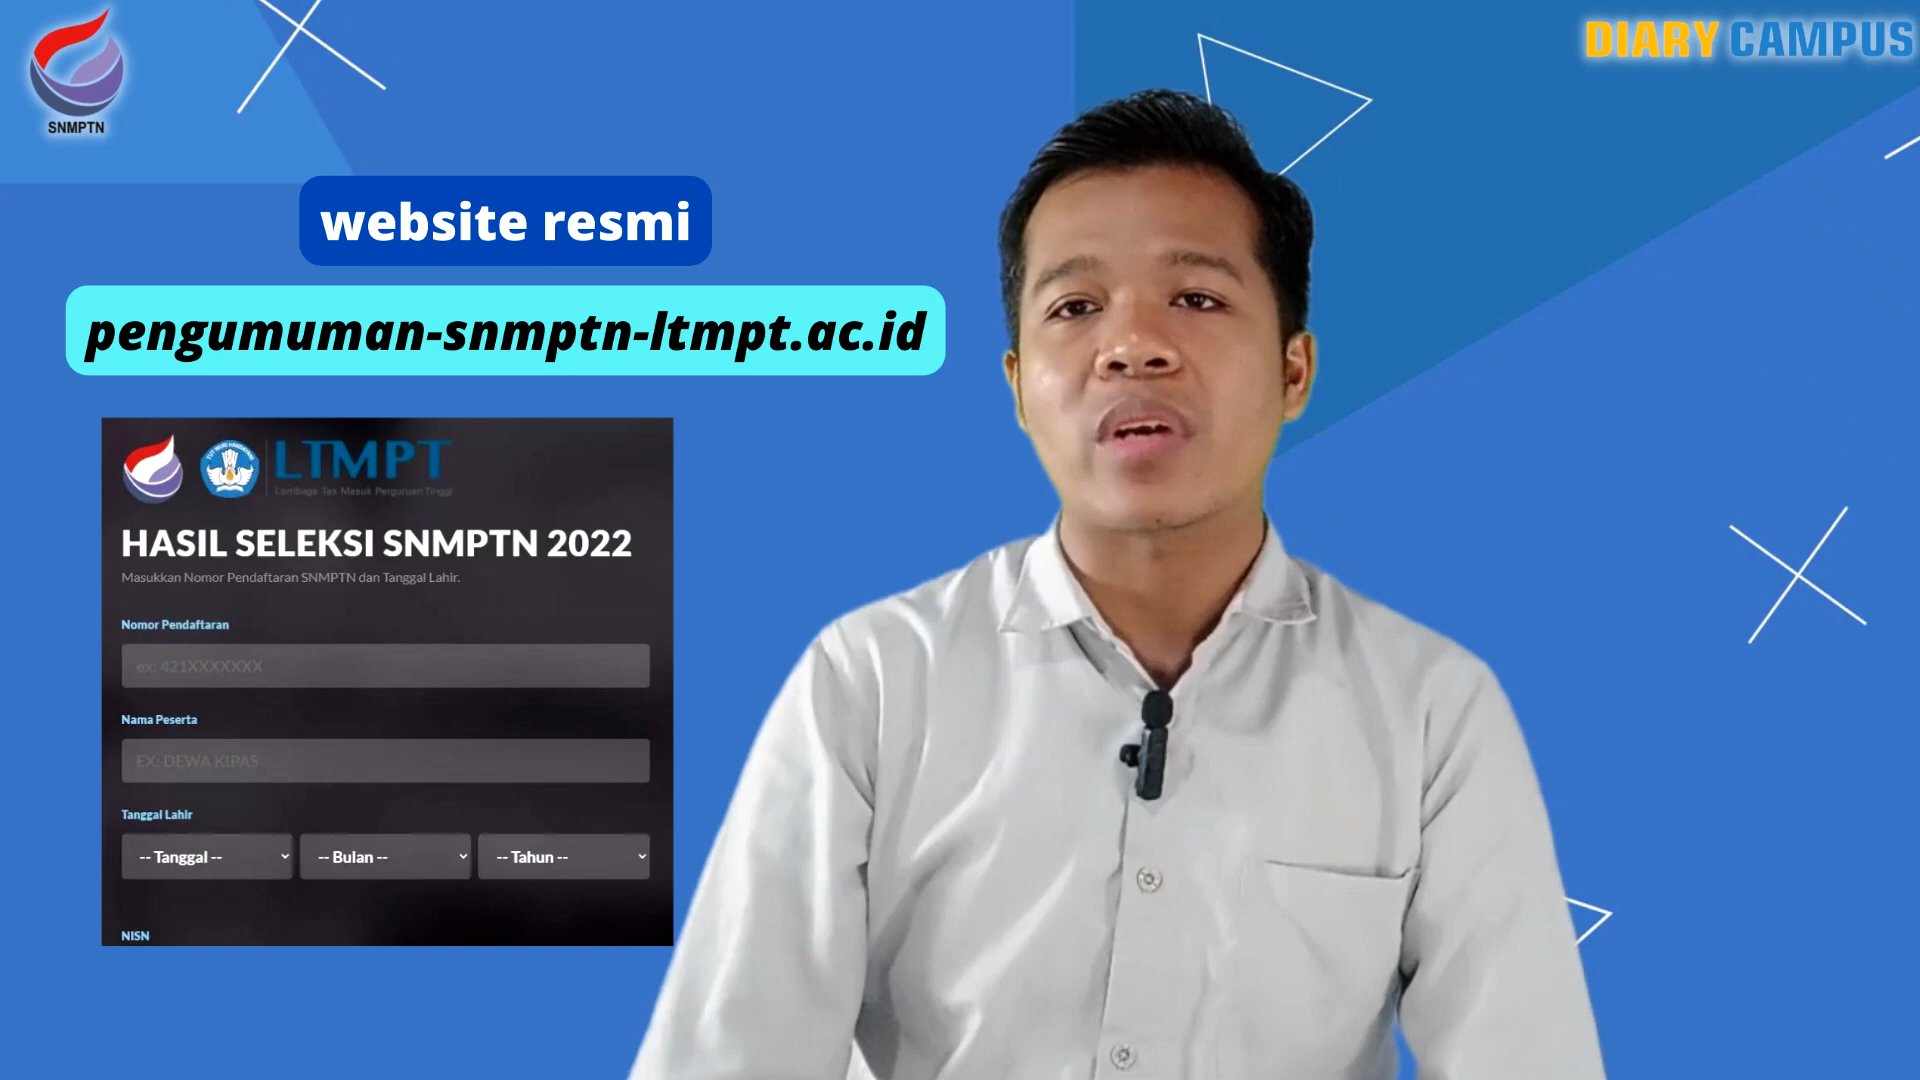 SNMPTN
DIARY CAMPUS
website resmi
pengumuman-snmptn-ltmpt.ac.id
LTMPT
Lembaga Tes Masuk Perguruan Tinggi
HASIL SELEKSI SNMPTN 2022
Masukkan Nomor Pendaftaran SNMPTN dan Tanggal Lahir.
Nomor Pendaftaran
ex: 421XXXXXXX
Nama Peserta
EX: DEWA KIPAS
Tanggal Lahir
-- Tanggal -- -- Bulan -- -- Tahun --
NISN